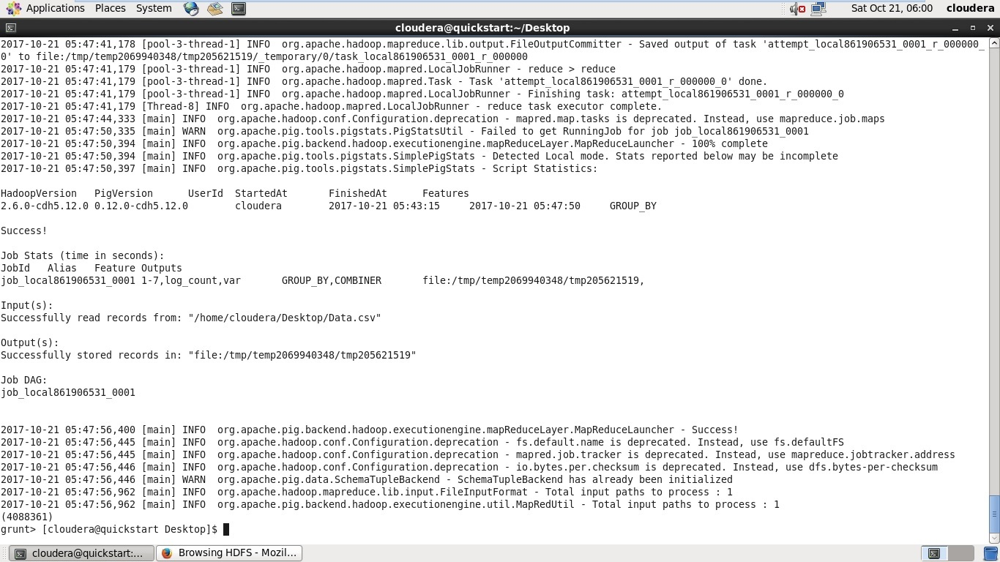 Applications Places System Sat Oct 21, 06:00 cloudera
cloudera@quickstart:~/Desktop
2017-10-21 05:47:41,178 [pool-3-thread-1] INFO  org.apache.hadoop.mapreduce.lib.output.FileOutputCommitter - Saved output of task 'attempt_local861906531_0001_r_000000_
0' to file:/tmp/temp2069940348/tmp205621519/_temporary/0/task_local861906531_0001_r_000000
2017-10-21 05:47:41,179 [pool-3-thread-1] INFO  org.apache.hadoop.mapred.LocalJobRunner - reduce > reduce
2017-10-21 05:47:41,179 [pool-3-thread-1] INFO  org.apache.hadoop.mapred.Task - Task 'attempt_local861906531_0001_r_000000_0' done.
2017-10-21 05:47:41,179 [pool-3-thread-1] INFO  org.apache.hadoop.mapred.LocalJobRunner - Finishing task: attempt_local861906531_0001_r_000000_0
2017-10-21 05:47:41,179 [Thread-8] INFO  org.apache.hadoop.mapred.LocalJobRunner - reduce task executor complete.
2017-10-21 05:47:44,333 [main] INFO  org.apache.hadoop.conf.Configuration.deprecation - mapred.map.tasks is deprecated. Instead, use mapreduce.job.maps
2017-10-21 05:47:50,335 [main] WARN  org.apache.pig.tools.pigstats.PigStatsUtil - Failed to get RunningJob for job job_local861906531_0001
2017-10-21 05:47:50,394 [main] INFO  org.apache.pig.backend.hadoop.executionengine.mapReduceLayer.MapReduceLauncher - 100% complete
2017-10-21 05:47:50,394 [main] INFO  org.apache.pig.tools.pigstats.SimplePigStats - Detected Local mode. Stats reported below may be incomplete
2017-10-21 05:47:50,397 [main] INFO  org.apache.pig.tools.pigstats.SimplePigStats - Script Statistics:
HadoopVersion PigVersion UserId StartedAt FinishedAt Features
2.6.0-cdh5.12.0 0.12.0-cdh5.12.0 cloudera 2017-10-21 05:43:15 2017-10-21 05:47:50 GROUP_BY
Success!
Job Stats (time in seconds):
JobId Alias Feature Outputs
job_local861906531_0001 1-7,log_count,var GROUP_BY,COMBINER file:/tmp/temp2069940348/tmp205621519,
Input(s):
Successfully read records from: "/home/cloudera/Desktop/Data.csv"
Output(s):
Successfully stored records in: "file:/tmp/temp2069940348/tmp205621519"
Job DAG:
job_local861906531_0001
2017-10-21 05:47:56,400 [main] INFO  org.apache.pig.backend.hadoop.executionengine.mapReduceLayer.MapReduceLauncher - Success!
2017-10-21 05:47:56,445 [main] INFO  org.apache.hadoop.conf.Configuration.deprecation - fs.default.name is deprecated. Instead, use fs.defaultFS
2017-10-21 05:47:56,445 [main] INFO  org.apache.hadoop.conf.Configuration.deprecation - mapred.job.tracker is deprecated. Instead, use mapreduce.jobtracker.address
2017-10-21 05:47:56,446 [main] INFO  org.apache.hadoop.conf.Configuration.deprecation - io.bytes.per.checksum is deprecated. Instead, use dfs.bytes-per-checksum
2017-10-21 05:47:56,446 [main] WARN  org.apache.pig.data.SchemaTupleBackend - SchemaTupleBackend has already been initialized
2017-10-21 05:47:56,962 [main] INFO  org.apache.hadoop.mapreduce.lib.input.FileInputFormat - Total input paths to process : 1
2017-10-21 05:47:56,962 [main] INFO  org.apache.pig.backend.hadoop.executionengine.util.MapRedUtil - Total input paths to process : 1
(4088361)
grunt> [cloudera@quickstart Desktop]$
cloudera@quickstart:... Browsing HDFS - Mozil...